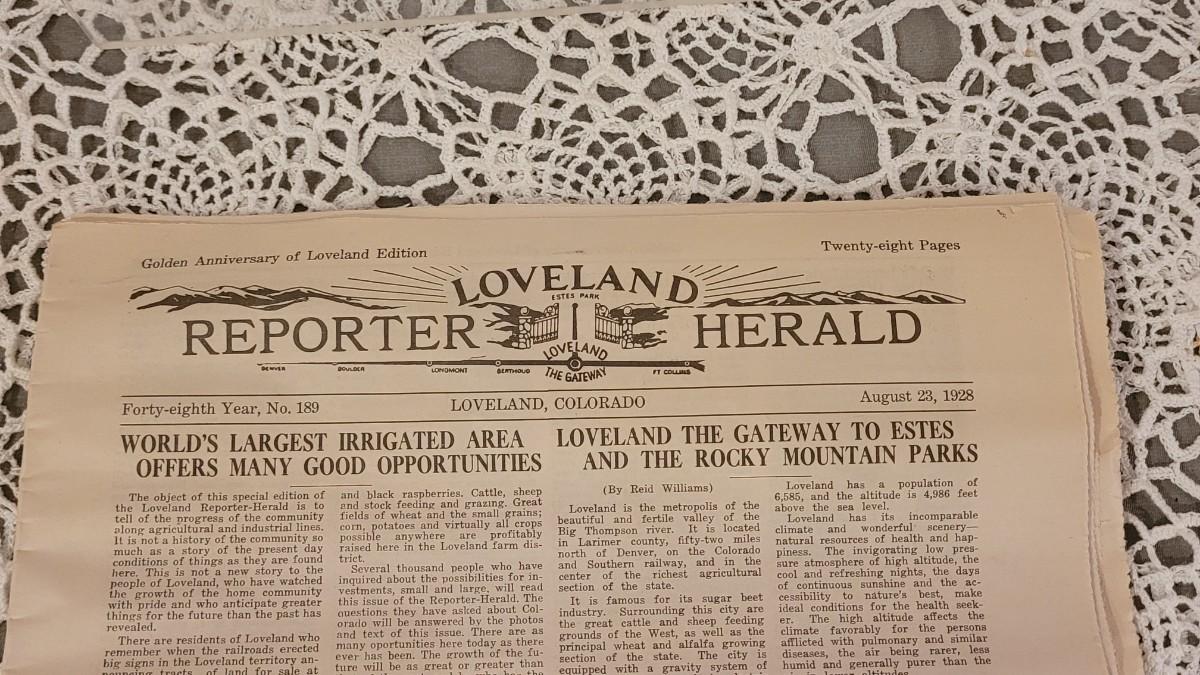 Golden Anniversary of Loveland Edition
Twenty-eight Pages
LOVELAND
ESTES PARK
REPORTER HERALD
LOVELAND
THE GATEWAY
DENVER BOULDER LONGMONT BERTHOUD FT COLLINS
Forty-eighth Year, No. 189 LOVELAND, COLORADO August 23, 1928
WORLD'S LARGEST IRRIGATED AREA
OFFERS MANY GOOD OPPORTUNITIES
The object of this special edition of
the Loveland Reporter-Herald is to
tell of the progress of the community
along agricultural and industrial lines.
It is not a history of the community so
much as a story of the present day
conditions of things as they are found
here. This is not a new story to the
people of Loveland, who have watched
the growth of the home community
with pride and who anticipate greater
things for the future than the past has
revealed.
There are residents of Loveland who
remember when the railroads erected
big signs in the Loveland territory an-
nouncing tracts of land for sale at
and black raspberries. Cattle, sheep
and stock feeding and grazing. Great
fields of wheat and the small grains;
corn, potatoes and virtually all crops
possible anywhere are profitably
raised here in the Loveland farm dis-
trict.
Several thousand people who have
inquired about the possibilities for in-
vestments, small and large, will read
this issue of the Reporter-Herald. The
questions they have asked about Col-
orado will be answered by the photos
and text of this issue. There are as
many opportunities here today as there
ever has been. The growth of the fu-
ture will be as great or greater than
LOVELAND THE GATEWAY TO ESTES
AND THE ROCKY MOUNTAIN PARKS
(By Reid Williams)
Loveland is the metropolis of the
beautiful and fertile valley of the
Big Thompson river. It is located
in Larimer county, fifty-two miles
north of Denver, on the Colorado
and Southern railway, and in the
center of the richest agricultural
section of the state.
It is famous for its sugar beet
industry. Surrounding this city are
the great cattle and sheep feeding
grounds of the West, as well as the
principal wheat and alfalfa growing
section of the state. The city is
equipped with a gravity system of
Loveland has a population of
6,585, and the altitude is 4,986 feet
above the sea level.
Loveland has its incomparable
climate and wonderful scenery—
natural resources of health and hap-
piness. The invigorating low pres-
sure atmosphere of high altitude, the
cool and refreshing nights, the days
of continuous sunshine and the ac-
cessibility to nature's best, make
ideal conditions for the health seek-
er. The high altitude affects the
climate favorably for the persons
afflicted with pulmonary and similar
diseases, the air being rarer, less
humid and generally purer than the
in lower altitudes.